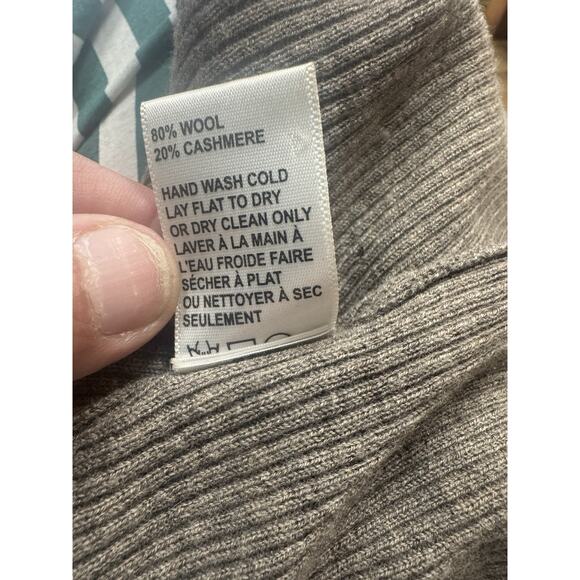 80% WOOL
20% CASHMERE
HAND WASH COLD
LAY FLAT TO DRY
OR DRY CLEAN ONLY
LAVER À LA MAIN À
L'EAU FROIDE FAIRE
SÉCHER À PLAT
OU NETTOYER À SEC
SEULEMENT